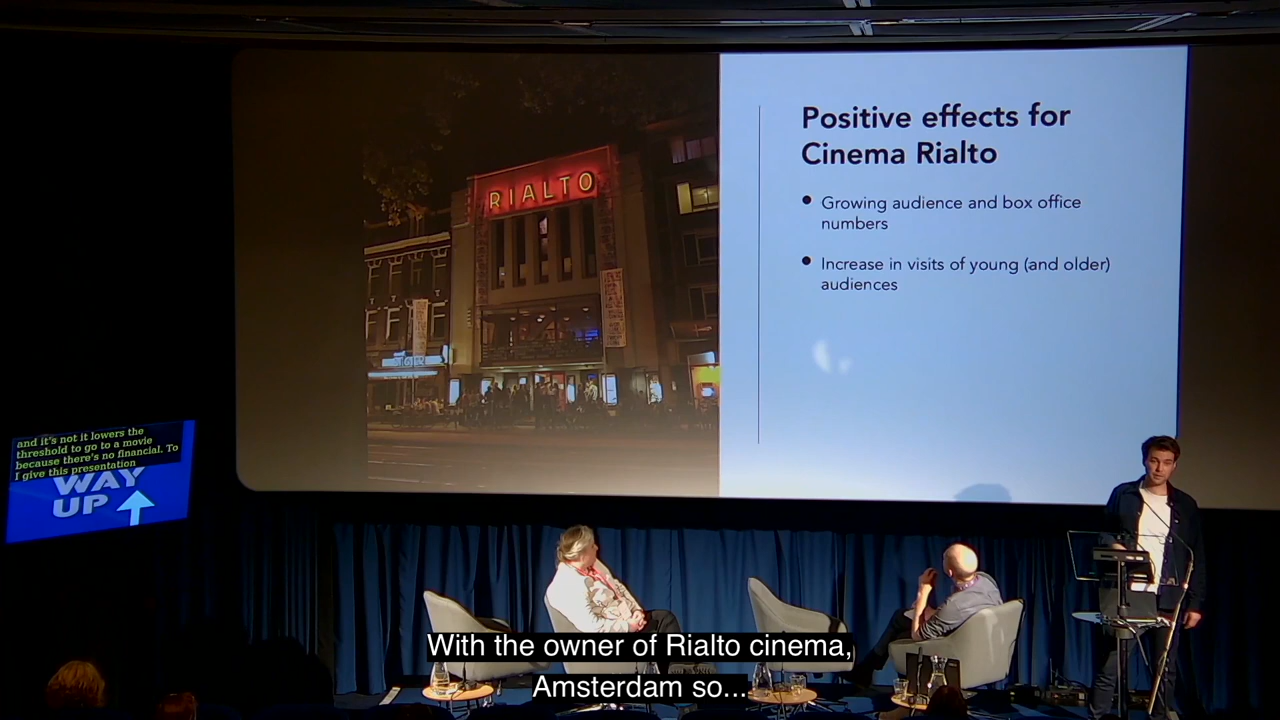 RIALTO
Positive effects for
Cinema Rialto
• Growing audience and box office
numbers
• Increase in visits of young (and older)
audiences
and it's not it lowers the
threshold to go to a movie
because there's no financial. To
I give this presentation
WAY
UP
With the owner of Rialto cinema,
Amsterdam so...